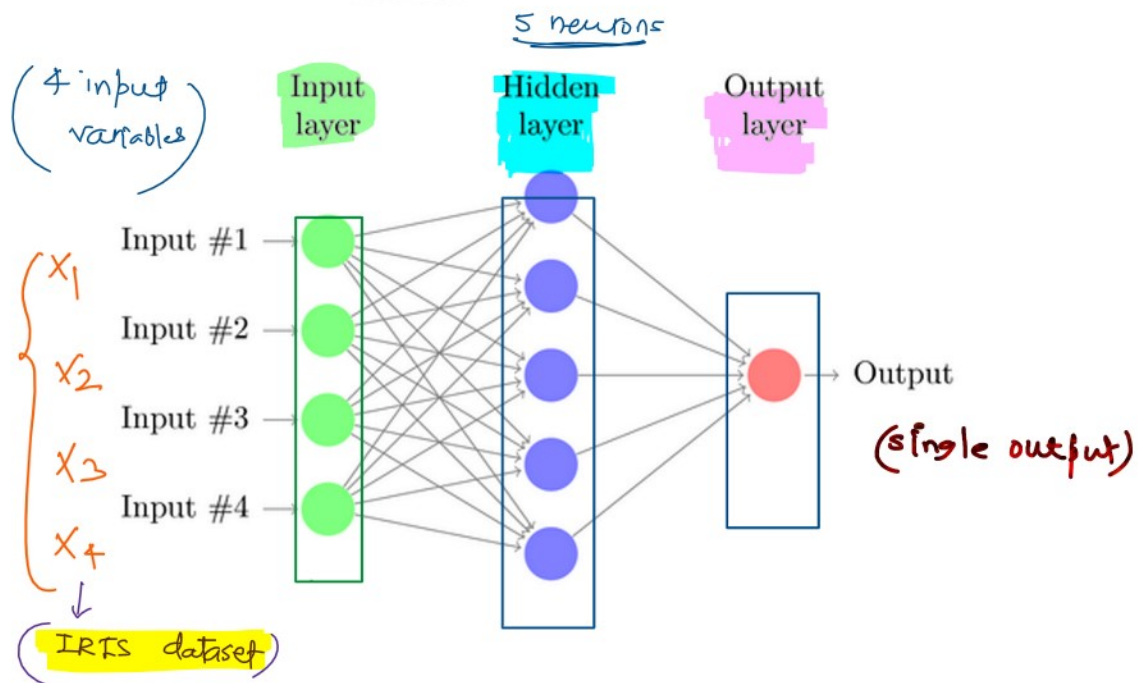 5 neurons
(4 input
variables)
Input
layer
Hidden
layer
Output
layer
Input #1
X1
Input #2
X2
Input #3
X3
Input #4
X4
Output
(single output)
(IRIS dataset)